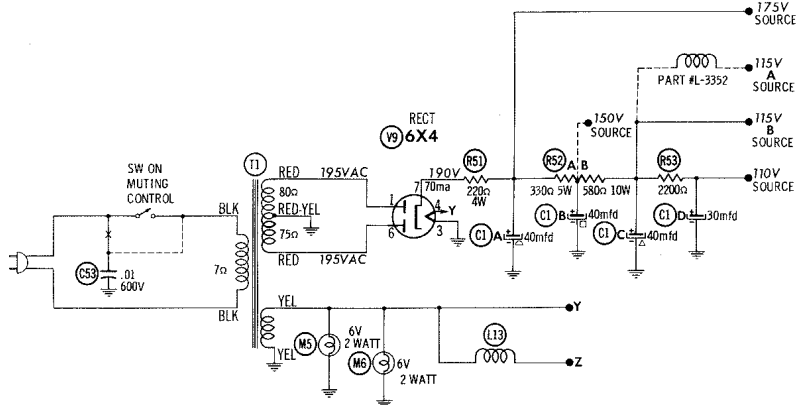 175V
SOURCE
115V
A
SOURCE
PART #L-3352
RECT
V9 6X4
150V
SOURCE
115V
B
SOURCE
SW ON
MUTING
CONTROL
T1
RED 195VAC
190V
70ma
R51
220Ω
4W
R52 A B
330Ω 5W 580Ω 10W
R53
2200Ω
110V
SOURCE
80Ω
RED-YEL
75Ω
1 7 4 Y
6 3
BLK
7Ω
C1 A 40mfd
C1 B 40mfd
C1 C 40mfd
C1 D 30mfd
C53 .01
600V
RED 195VAC
BLK
YEL
YEL
M5 6V
2 WATT
M6 6V
2 WATT
L13
Y
Z